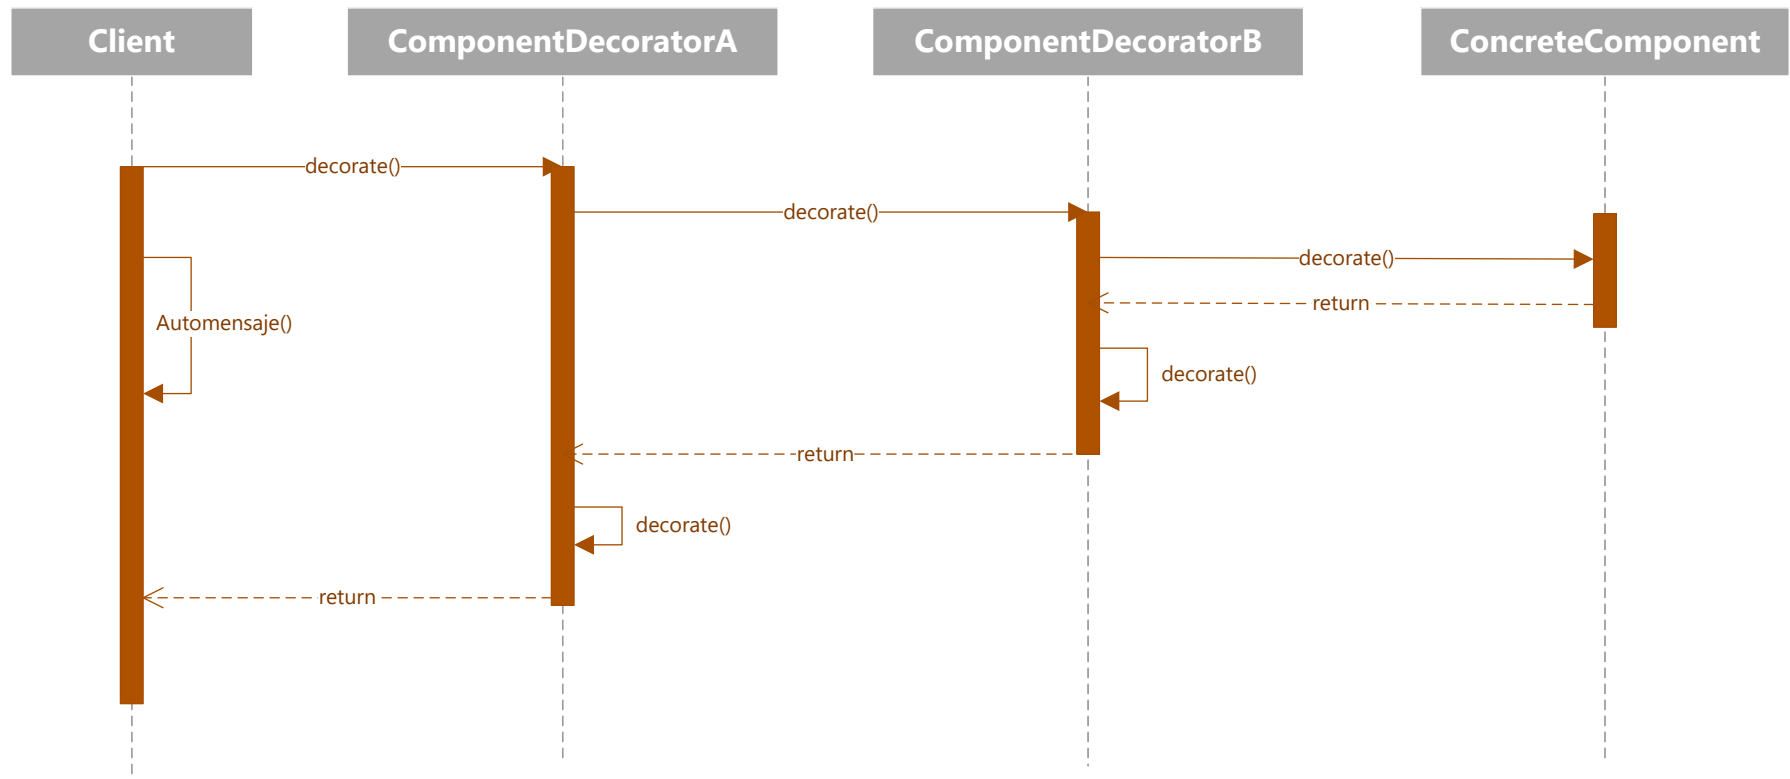 Client
ComponentDecoratorA
ComponentDecoratorB
ConcreteComponent
decorate()
decorate()
decorate()
return
Automensaje()
decorate()
return
decorate()
return